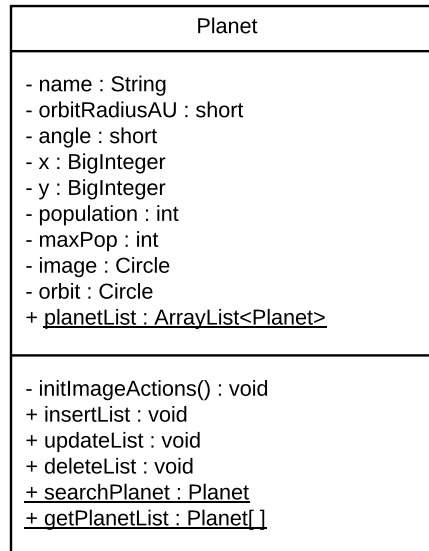 Planet
- name : String
- orbitRadiusAU : short
- angle : short
- x : BigInteger
- y : BigInteger
- population : int
- maxPop : int
- image : Circle
- orbit : Circle
+ planetList : ArrayList<Planet>
- initImageActions() : void
+ insertList : void
+ updateList : void
+ deleteList : void
+ searchPlanet : Planet
+ getPlanetList : Planet[ ]